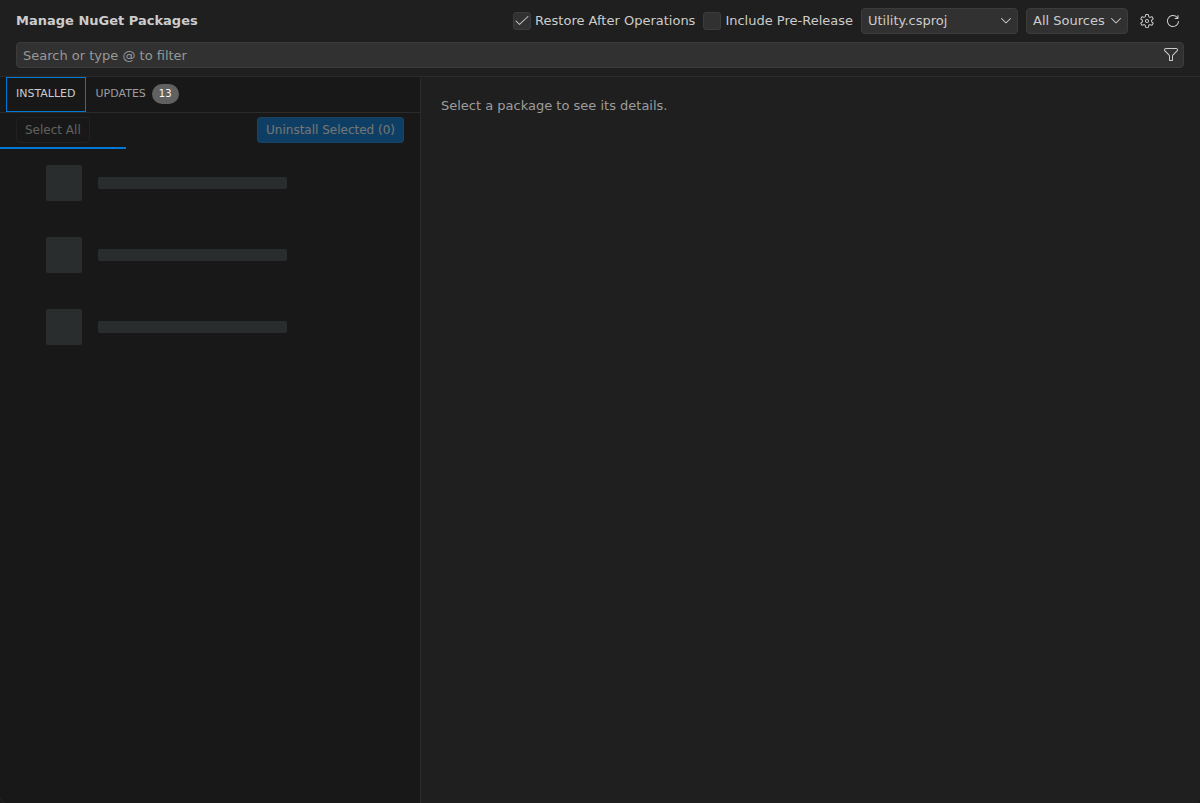 Manage NuGet Packages
Restore After Operations
Include Pre-Release
Utility.csproj
All Sources
Search or type @ to filter
INSTALLED
UPDATES 13
Select All
Uninstall Selected (0)
Select a package to see its details.